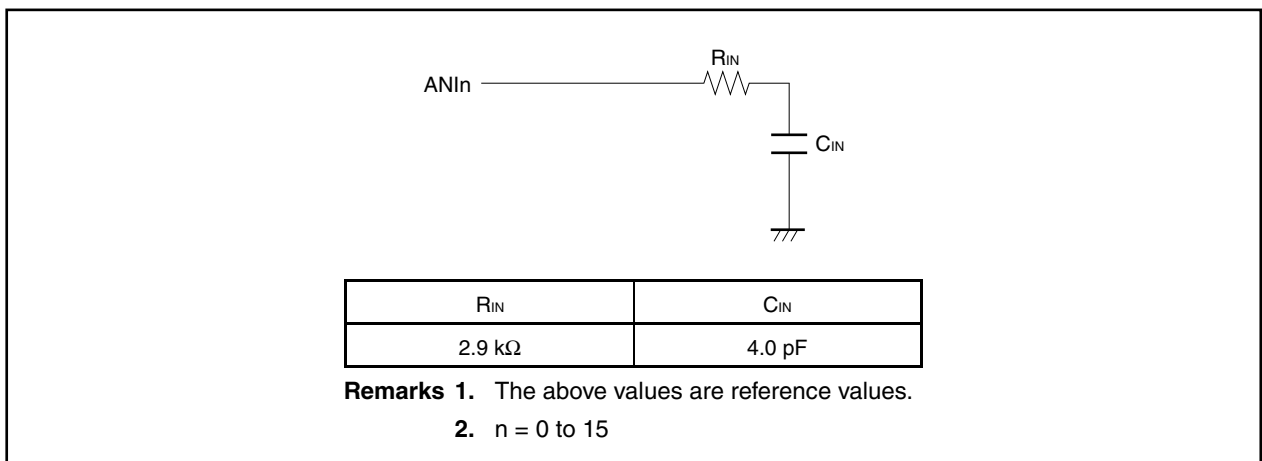 RIN
ANIn
CIN
RIN CIN
2.9 kΩ 4.0 pF
Remarks 1. The above values are reference values.
2. n = 0 to 15